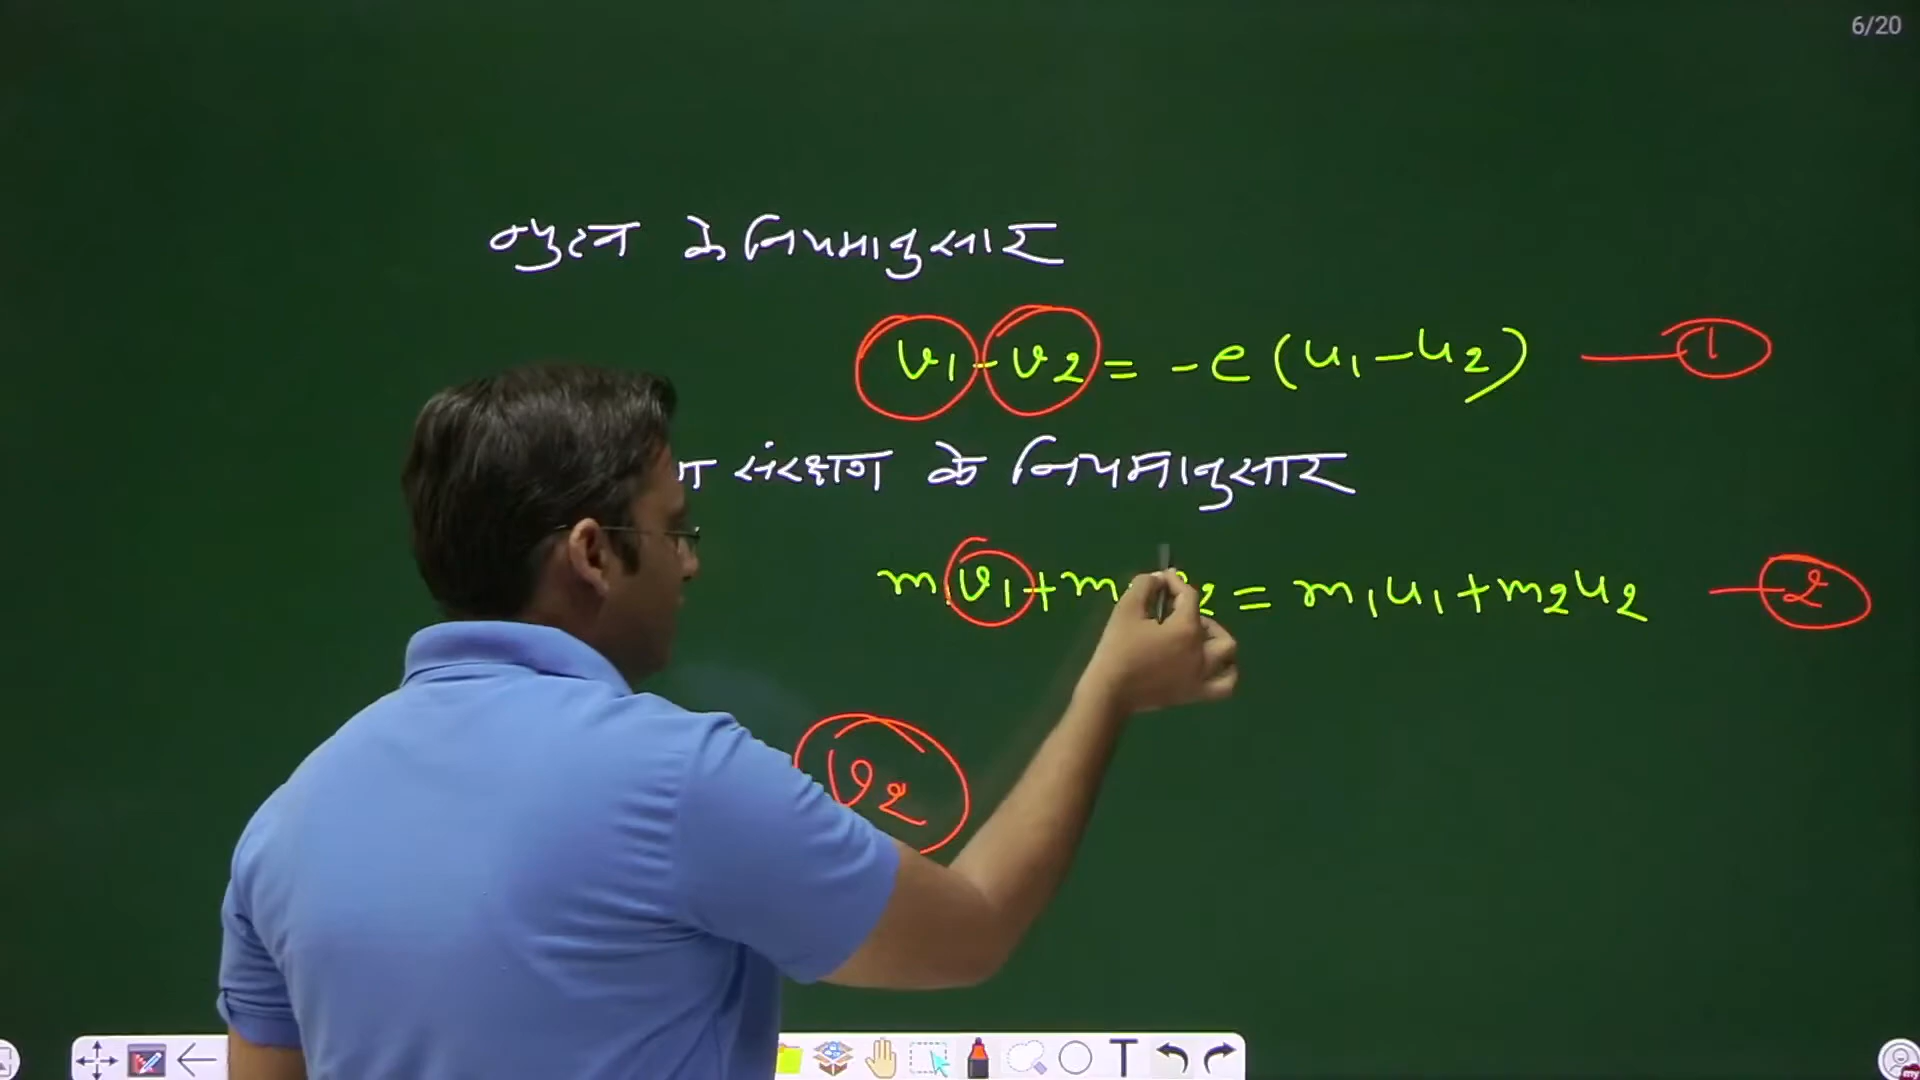 6/20
न्युटन के नियमानुसार
v1 - v2 = -e (u1 - u2) — 1
संरक्षण के नियमानुसार
m1v1 + m = m1u1 + m2u2 — 2
v2
T